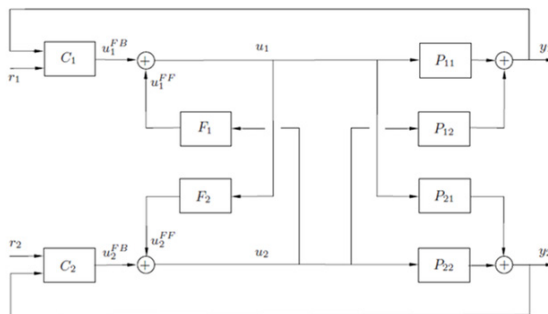 C₁ u₁^{FB} u₁ P₁₁ y₁
r₁ u₁^{FF}
F₁ P₁₂
F₂ P₂₁
r₂ u₂^{FF}
C₂ u₂^{FB} u₂ P₂₂ y₂